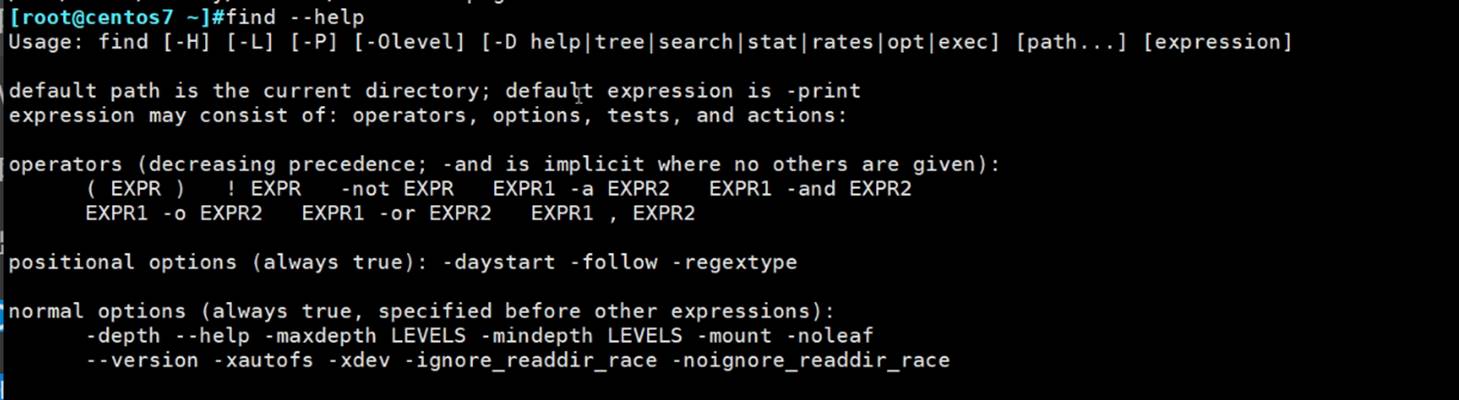 [root@centos7 ~]#find --help
Usage: find [-H] [-L] [-P] [-Olevel] [-D help|tree|search|stat|rates|opt|exec] [path...] [expression]
default path is the current directory; default expression is -print
expression may consist of: operators, options, tests, and actions:
operators (decreasing precedence; -and is implicit where no others are given):
( EXPR )   ! EXPR   -not EXPR   EXPR1 -a EXPR2   EXPR1 -and EXPR2
EXPR1 -o EXPR2   EXPR1 -or EXPR2   EXPR1 , EXPR2
positional options (always true): -daystart -follow -regextype
normal options (always true, specified before other expressions):
-depth --help -maxdepth LEVELS -mindepth LEVELS -mount -noleaf
--version -xautofs -xdev -ignore_readdir_race -noignore_readdir_race